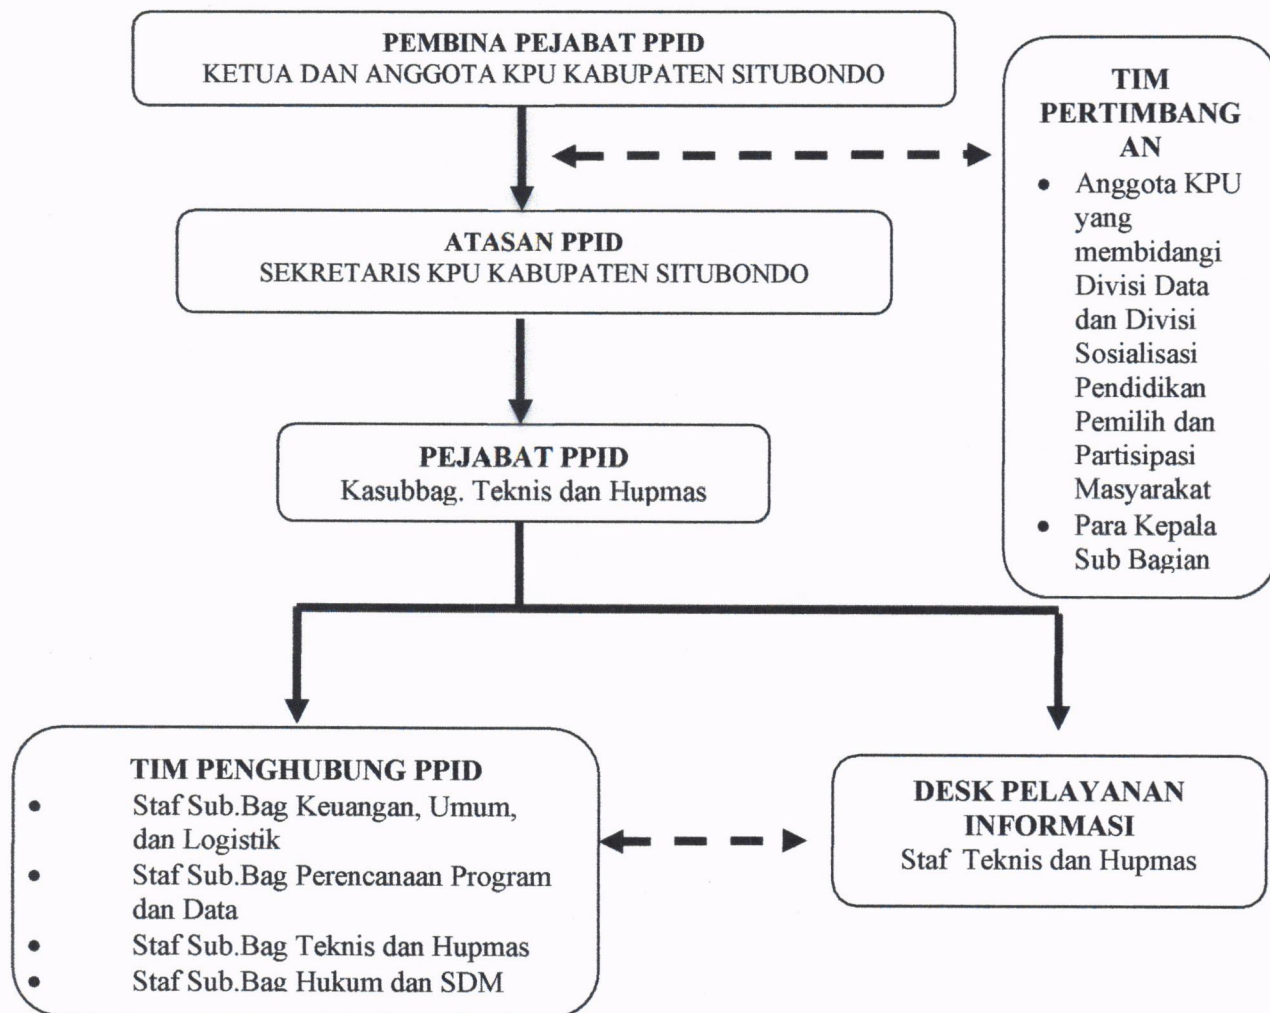 PEMBINA PEJABAT PPID
KETUA DAN ANGGOTA KPU KABUPATEN SITUBONDO
TIM
PERTIMBANG
AN
• Anggota KPU
yang
membidangi
Divisi Data
dan Divisi
Sosialisasi
Pendidikan
Pemilih dan
Partisipasi
Masyarakat
• Para Kepala
Sub Bagian
ATASAN PPID
SEKRETARIS KPU KABUPATEN SITUBONDO
PEJABAT PPID
Kasubbag. Teknis dan Hupmas
TIM PENGHUBUNG PPID
• Staf Sub.Bag Keuangan, Umum,
dan Logistik
• Staf Sub.Bag Perencanaan Program
dan Data
• Staf Sub.Bag Teknis dan Hupmas
• Staf Sub.Bag Hukum dan SDM
DESK PELAYANAN
INFORMASI
Staf Teknis dan Hupmas